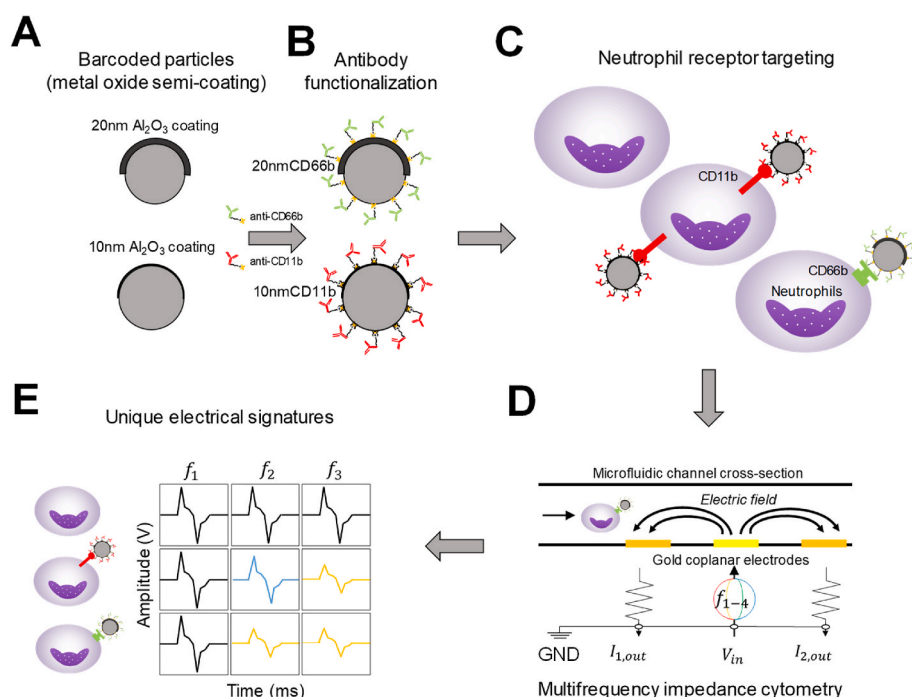 A
Barcoded particles
(metal oxide semi-coating)
20nm Al₂O₃ coating
10nm Al₂O₃ coating
B
Antibody
functionalization
20nmCD66b
anti-CD66b
anti-CD11b
10nmCD11b
C
Neutrophil receptor targeting
CD11b
CD66b
Neutrophils
D
Microfluidic channel cross-section
Electric field
Gold coplanar electrodes
f₁₋₄
GND
I₁,out
Vin
I₂,out
Multifrequency impedance cytometry
E
Unique electrical signatures
f₁ f₂ f₃
Amplitude (V)
Time (ms)